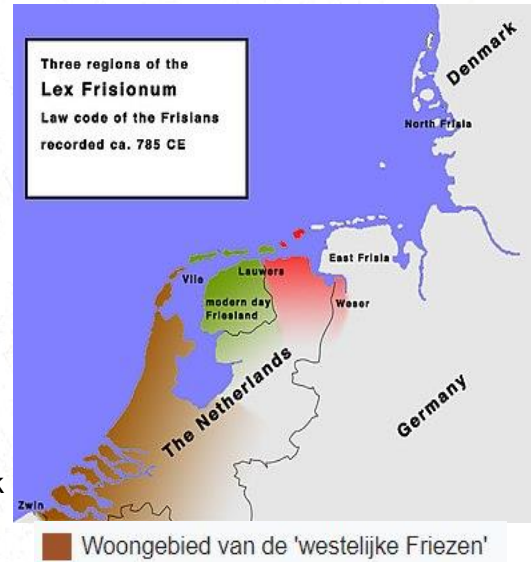 Three regions of the
Lex Frisionum
Law code of the Frisians
recorded ca. 785 CE
Denmark
North Frisia
East Frisia
Lauwers
Vlie
Weser
modern day
Friesland
The Netherlands
Germany
Zwin
k
Woongebied van de 'westelijke Friezen'